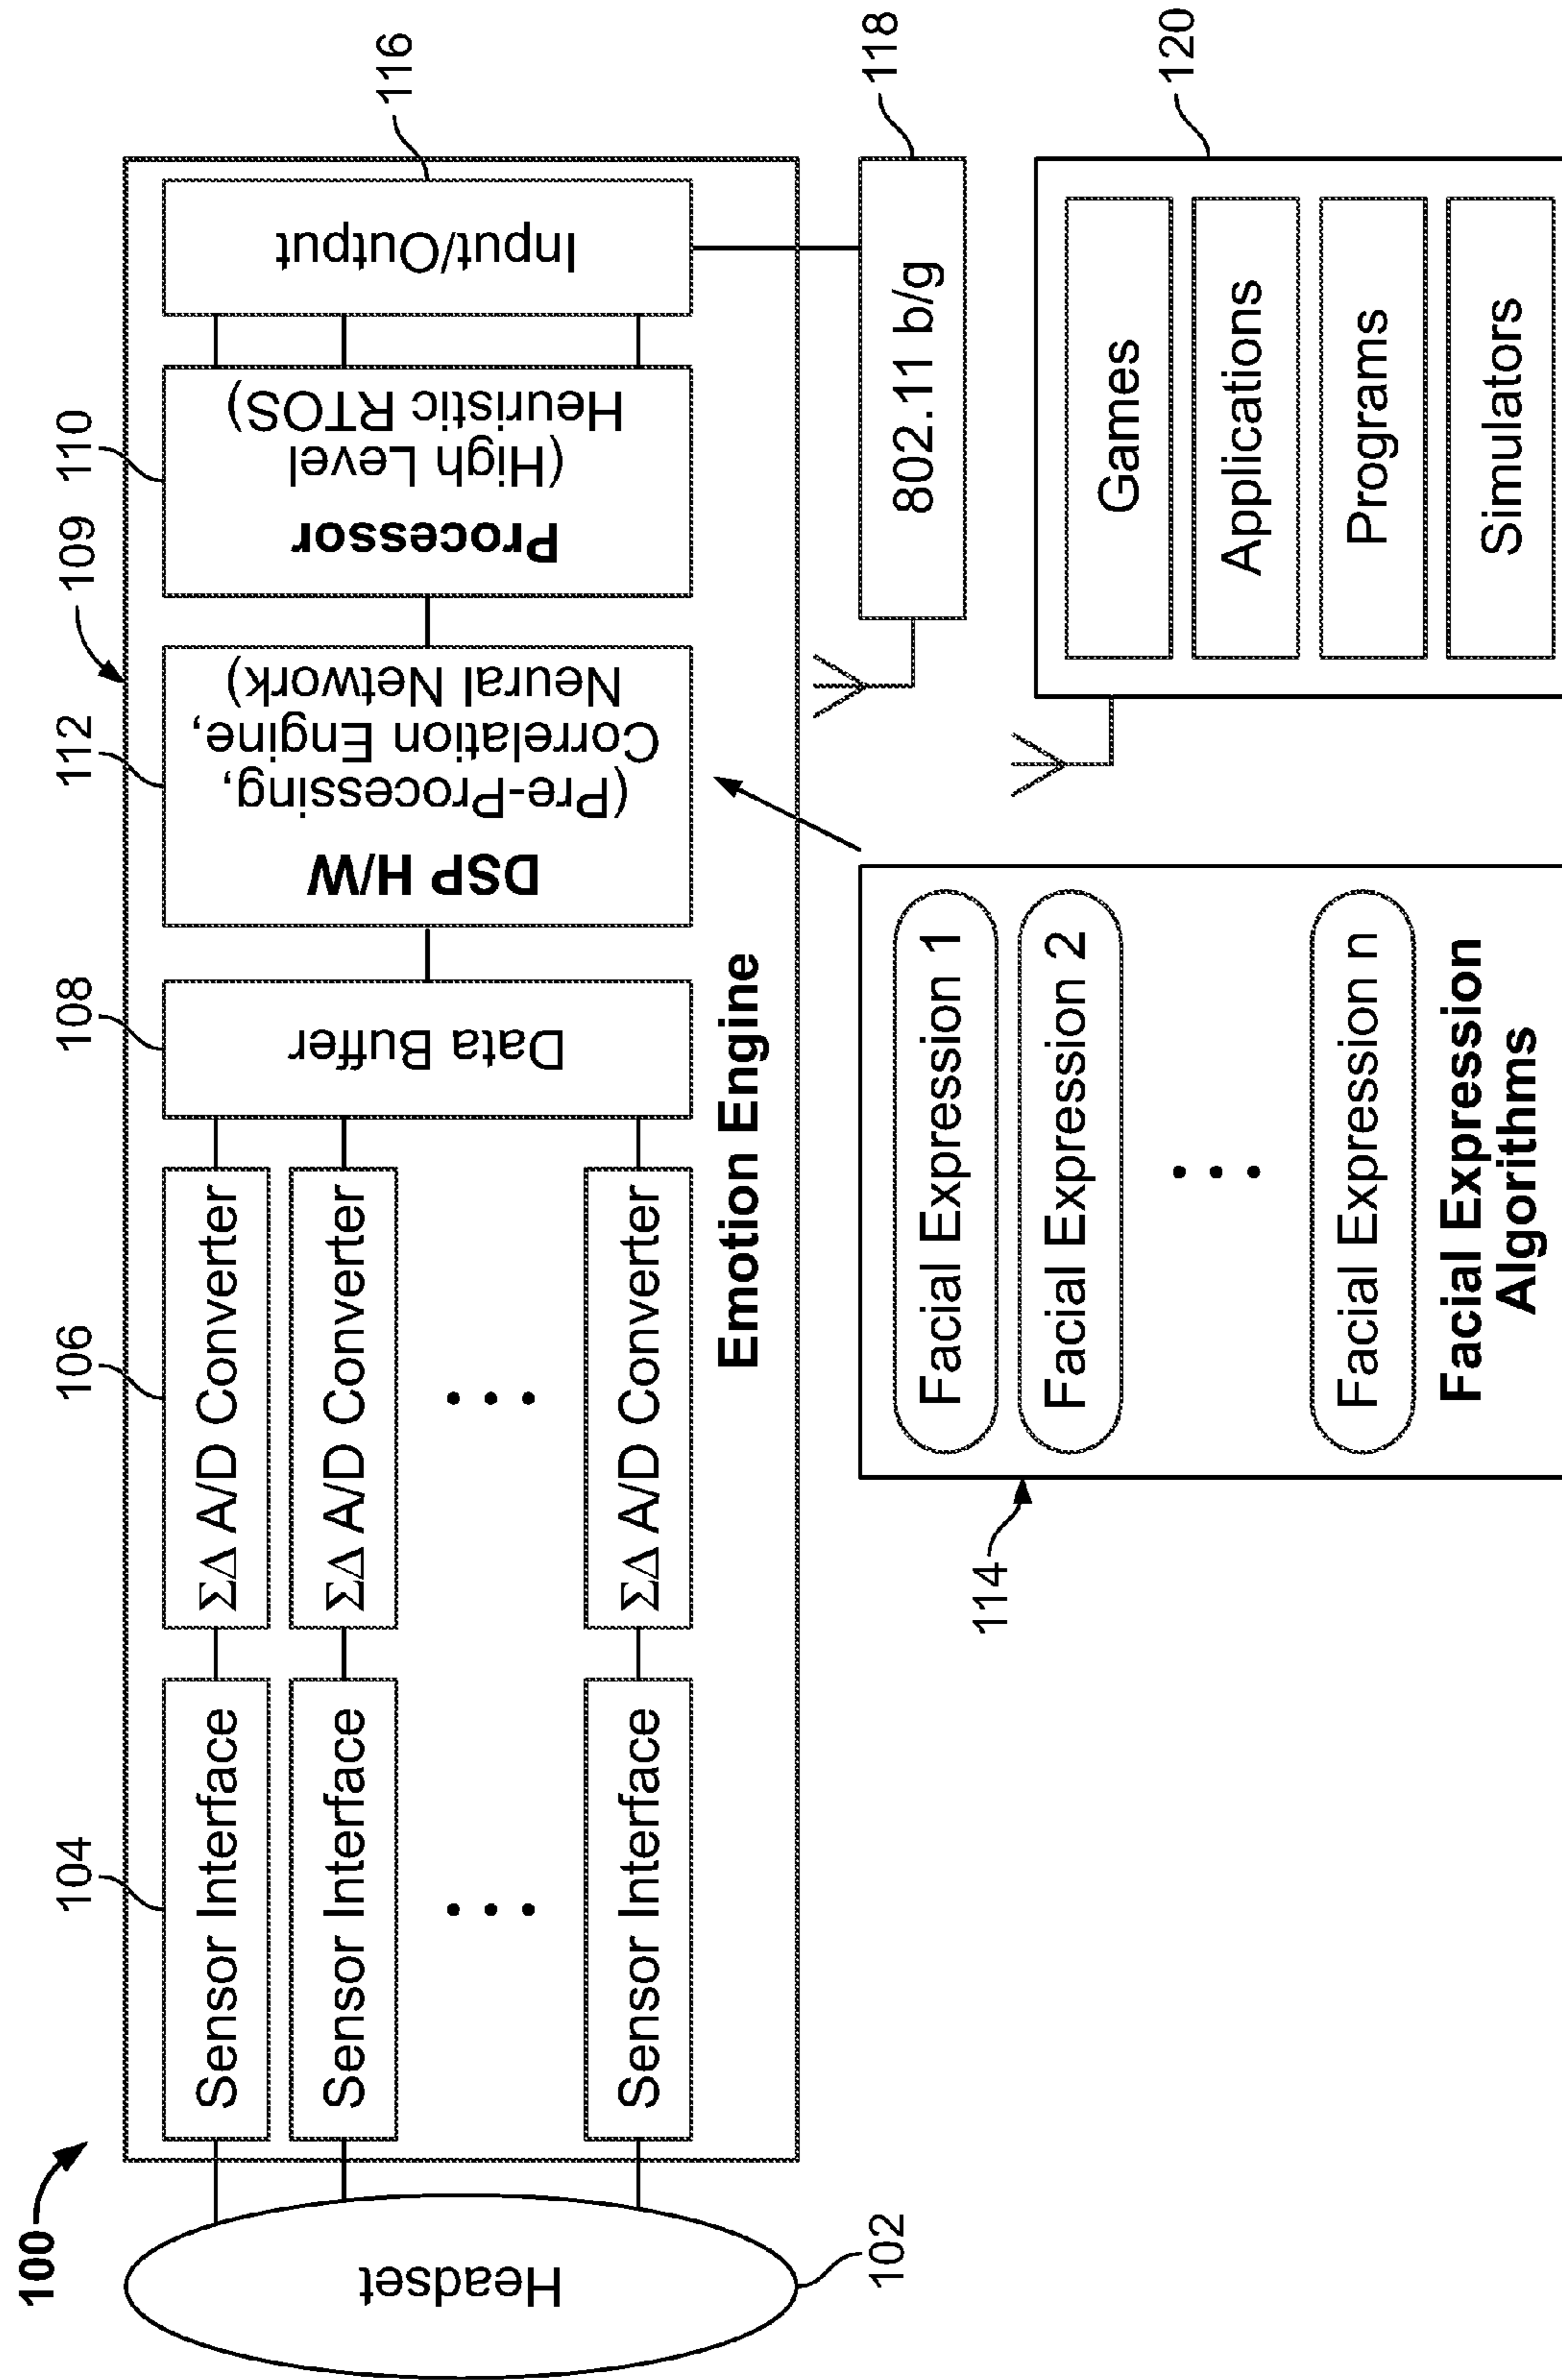 100
109
104
106
108
112
110
116
Headset
102
Sensor Interface
Sensor Interface
Sensor Interface
ΣΔ A/D Converter
ΣΔ A/D Converter
ΣΔ A/D Converter
Data Buffer
DSP H/W
(Pre-Processing,
Correlation Engine,
Neural Network)
Processor
(High Level
Heuristic RTOS)
Input/Output
Emotion Engine
114
Facial Expression 1
Facial Expression 2
Facial Expression n
Facial Expression
Algorithms
802.11 b/g
118
Games
Applications
Programs
Simulators
120